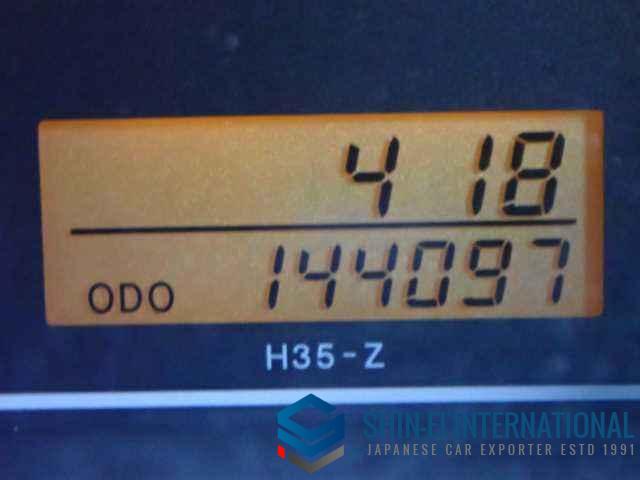 4 18
ODO 144097
H35-Z
SHIN-EI INTERNATIONAL
JAPANESE CAR EXPORTER ESTD 1991